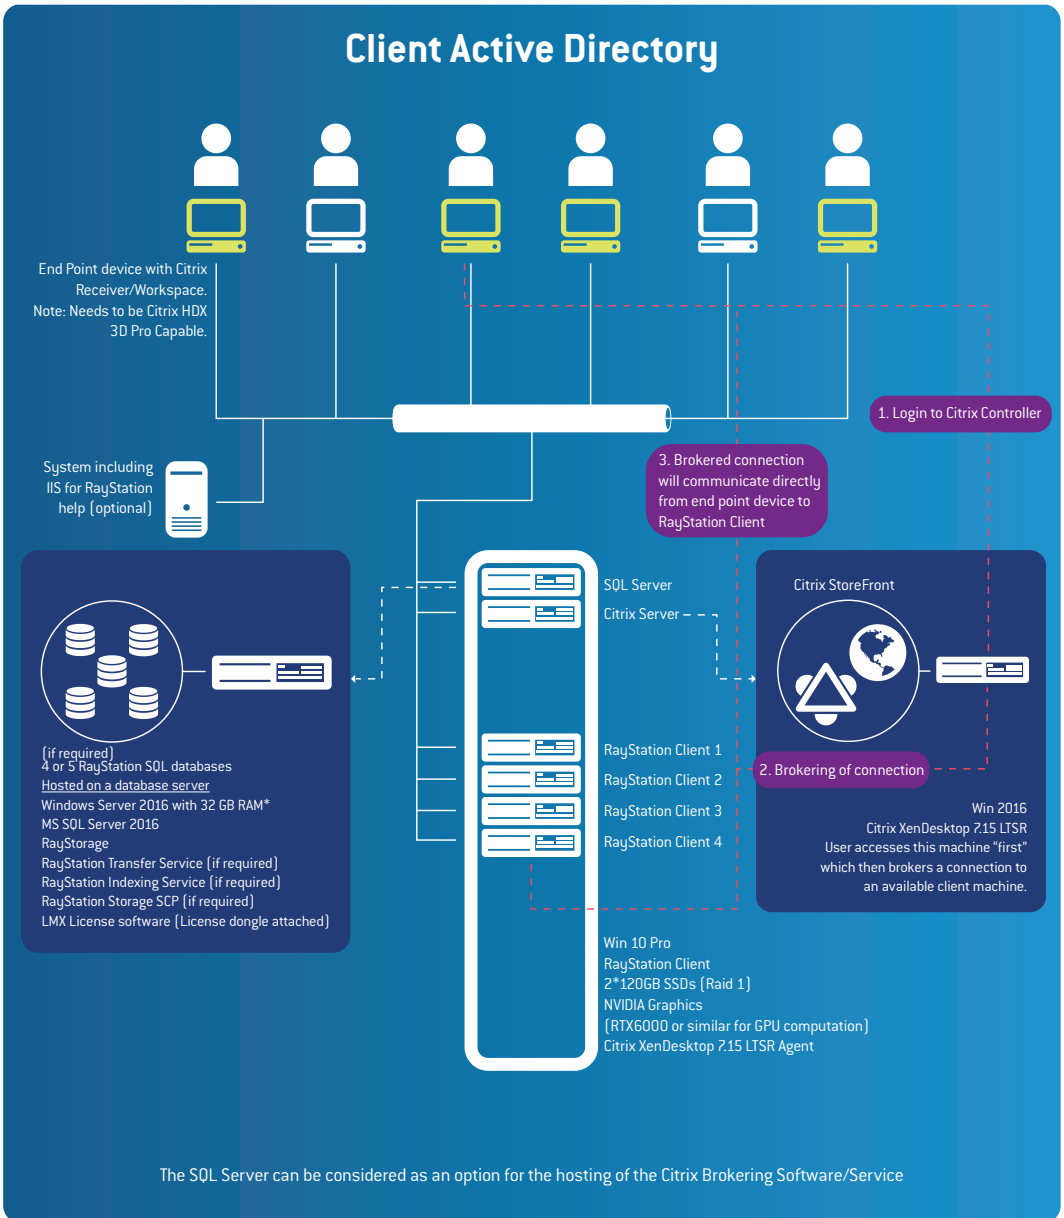 Client Active Directory
End Point device with Citrix
Receiver/Workspace.
Note: Needs to be Citrix HDX
3D Pro Capable.
1. Login to Citrix Controller
System including
IIS for RayStation
help (optional)
3. Brokered connection
will communicate directly
from end point device to
RayStation Client
SQL Server
Citrix Server
Citrix StoreFront
(if required)
4 or 5 RayStation SQL databases
Hosted on a database server
Windows Server 2016 with 32 GB RAM*
MS SQL Server 2016
RayStorage
RayStation Transfer Service (if required)
RayStation Indexing Service (if required)
RayStation Storage SCP (if required)
LMX License software (License dongle attached)
RayStation Client 1
RayStation Client 2
RayStation Client 3
RayStation Client 4
2. Brokering of connection
Win 2016
Citrix XenDesktop 7.15 LTSR
User accesses this machine “first”
which then brokers a connection to
an available client machine.
Win 10 Pro
RayStation Client
2*120GB SSDs (Raid 1)
NVIDIA Graphics
(RTX6000 or similar for GPU computation)
Citrix XenDesktop 7.15 LTSR Agent
The SQL Server can be considered as an option for the hosting of the Citrix Brokering Software/Service